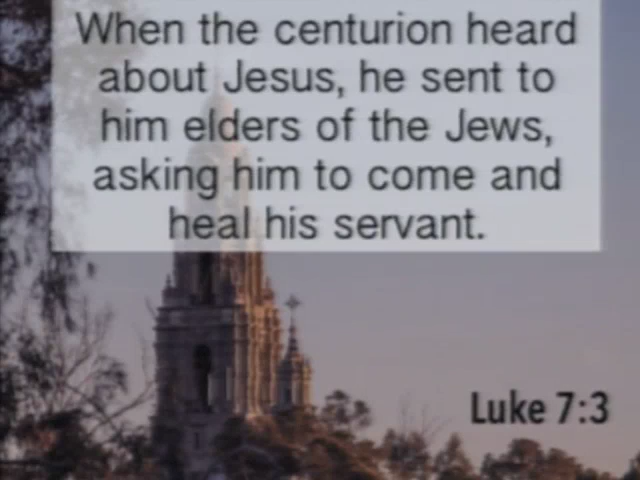 When the centurion heard
about Jesus, he sent to
him elders of the Jews,
asking him to come and
heal his servant.
Luke 7:3